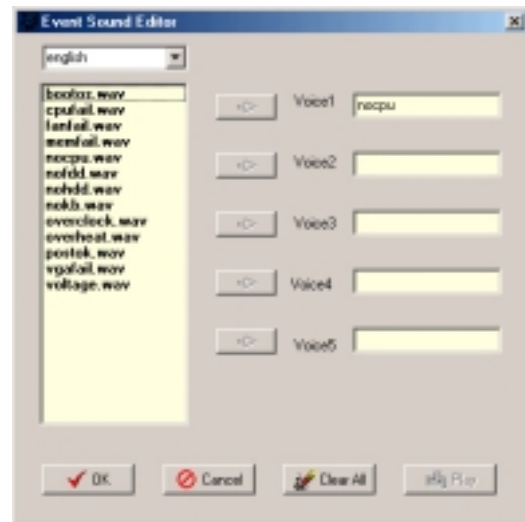 Event Sound Editor
english
bootos.wav
cpufail.wav
fanfail.wav
memfail.wav
nocpu.wav
nofdd.wav
nohdd.wav
nokb.wav
overclock.wav
overheat.wav
postok.wav
vgafail.wav
voltage.wav
Voice1
nocpu
Voice2
Voice3
Voice4
Voice5
OK
Cancel
Clear All
Play